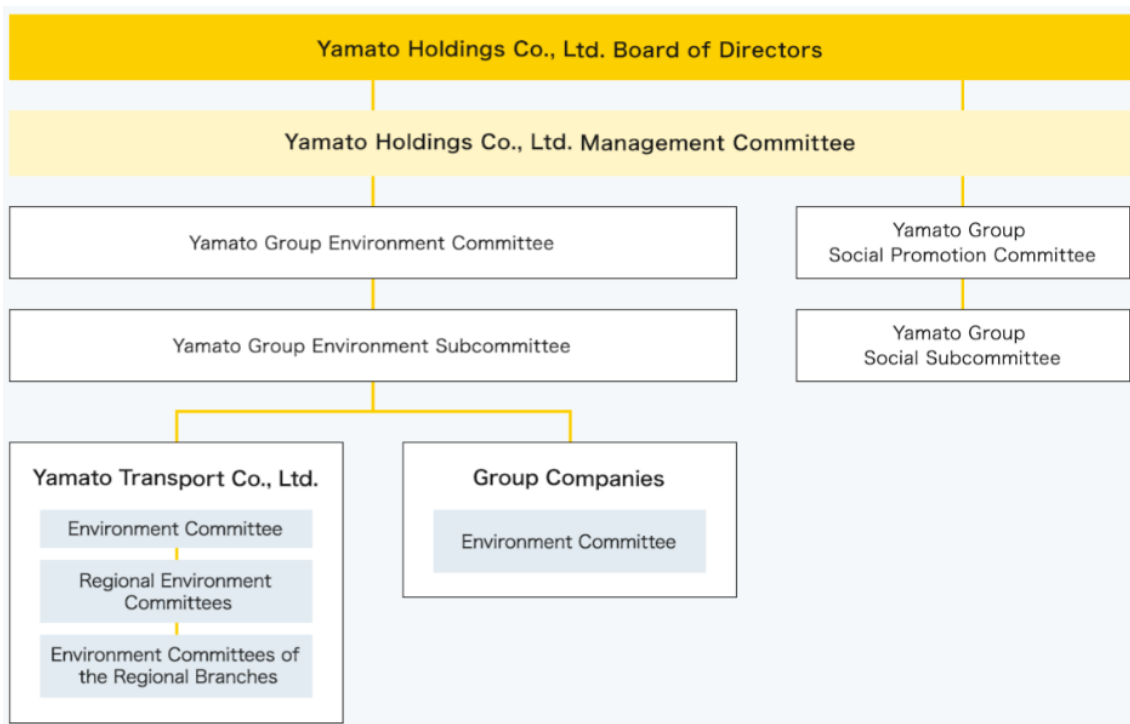 Yamato Holdings Co., Ltd. Board of Directors
Yamato Holdings Co., Ltd. Management Committee
Yamato Group Environment Committee
Yamato Group
Social Promotion Committee
Yamato Group Environment Subcommittee
Yamato Group
Social Subcommittee
Yamato Transport Co., Ltd.
Environment Committee
Regional Environment
Committees
Environment Committees of
the Regional Branches
Group Companies
Environment Committee